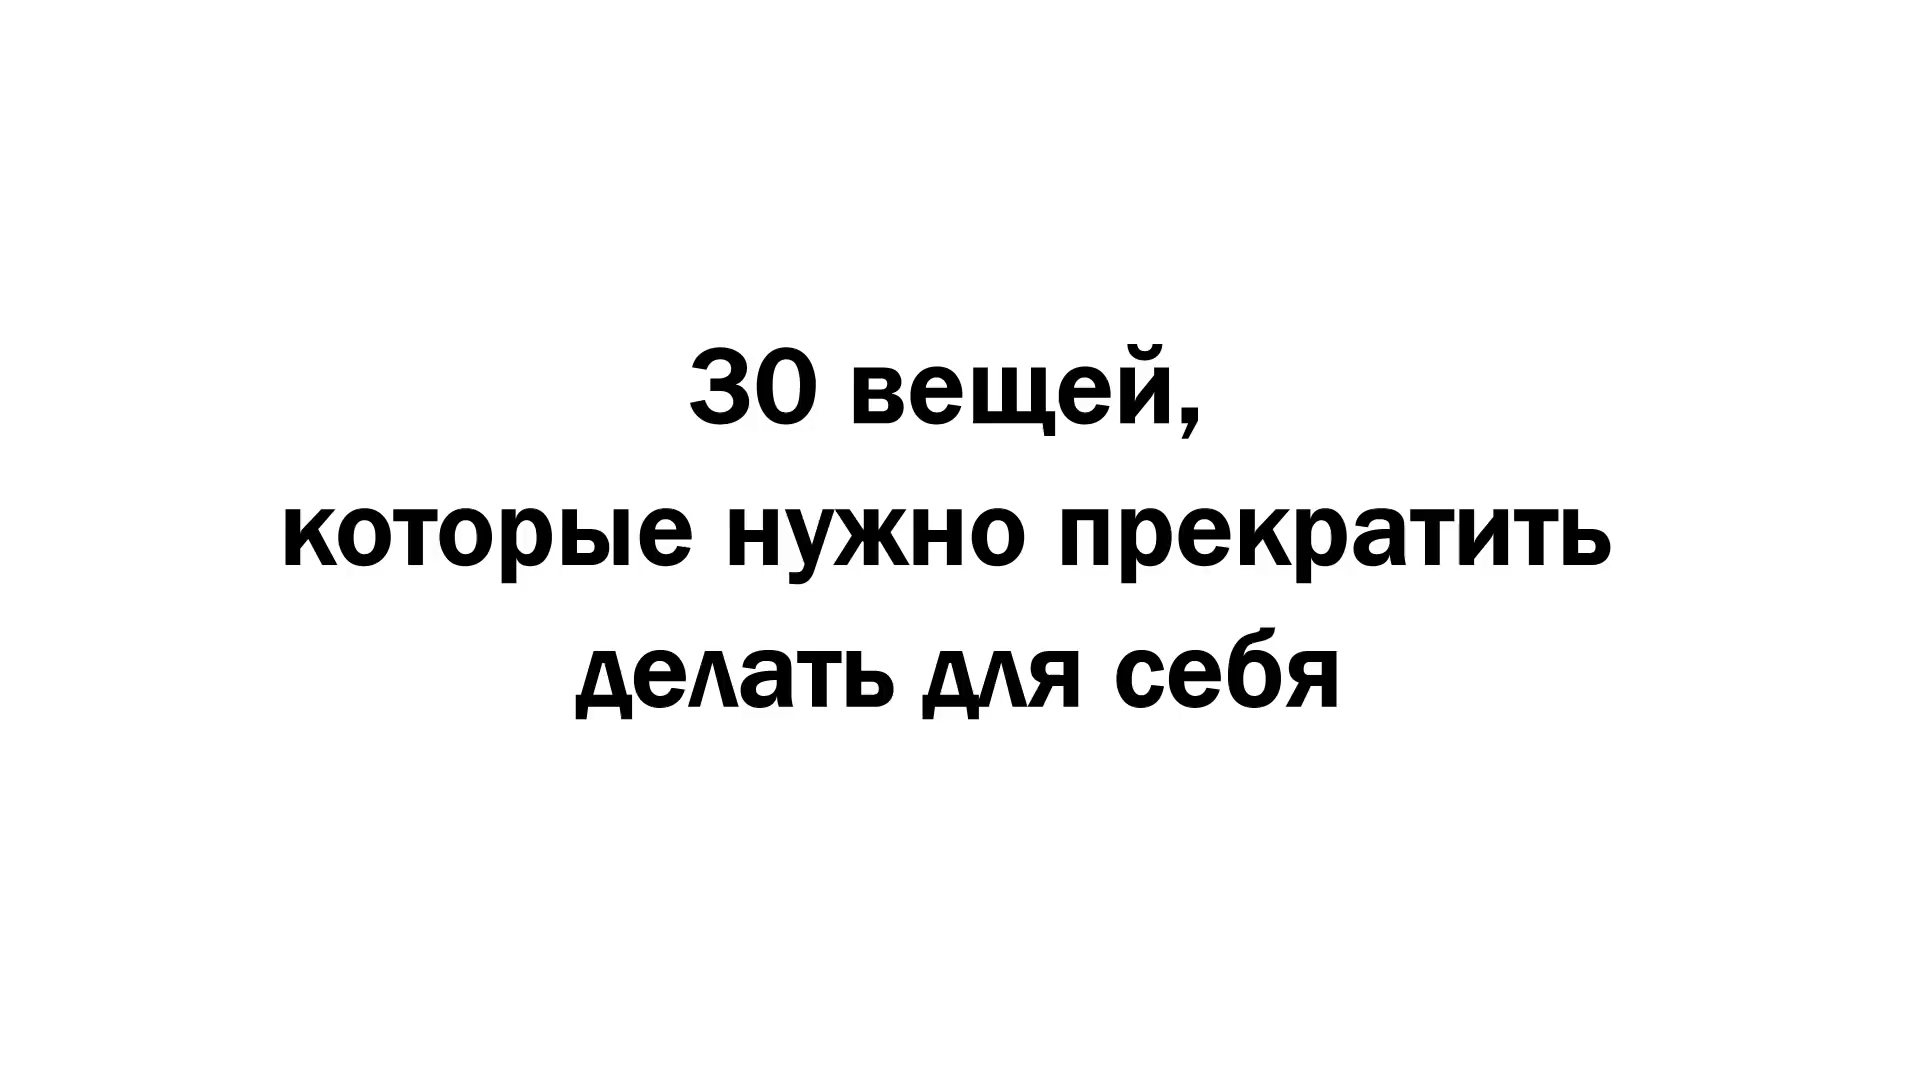 30 вещей,
которые нужно прекратить
делать для себя